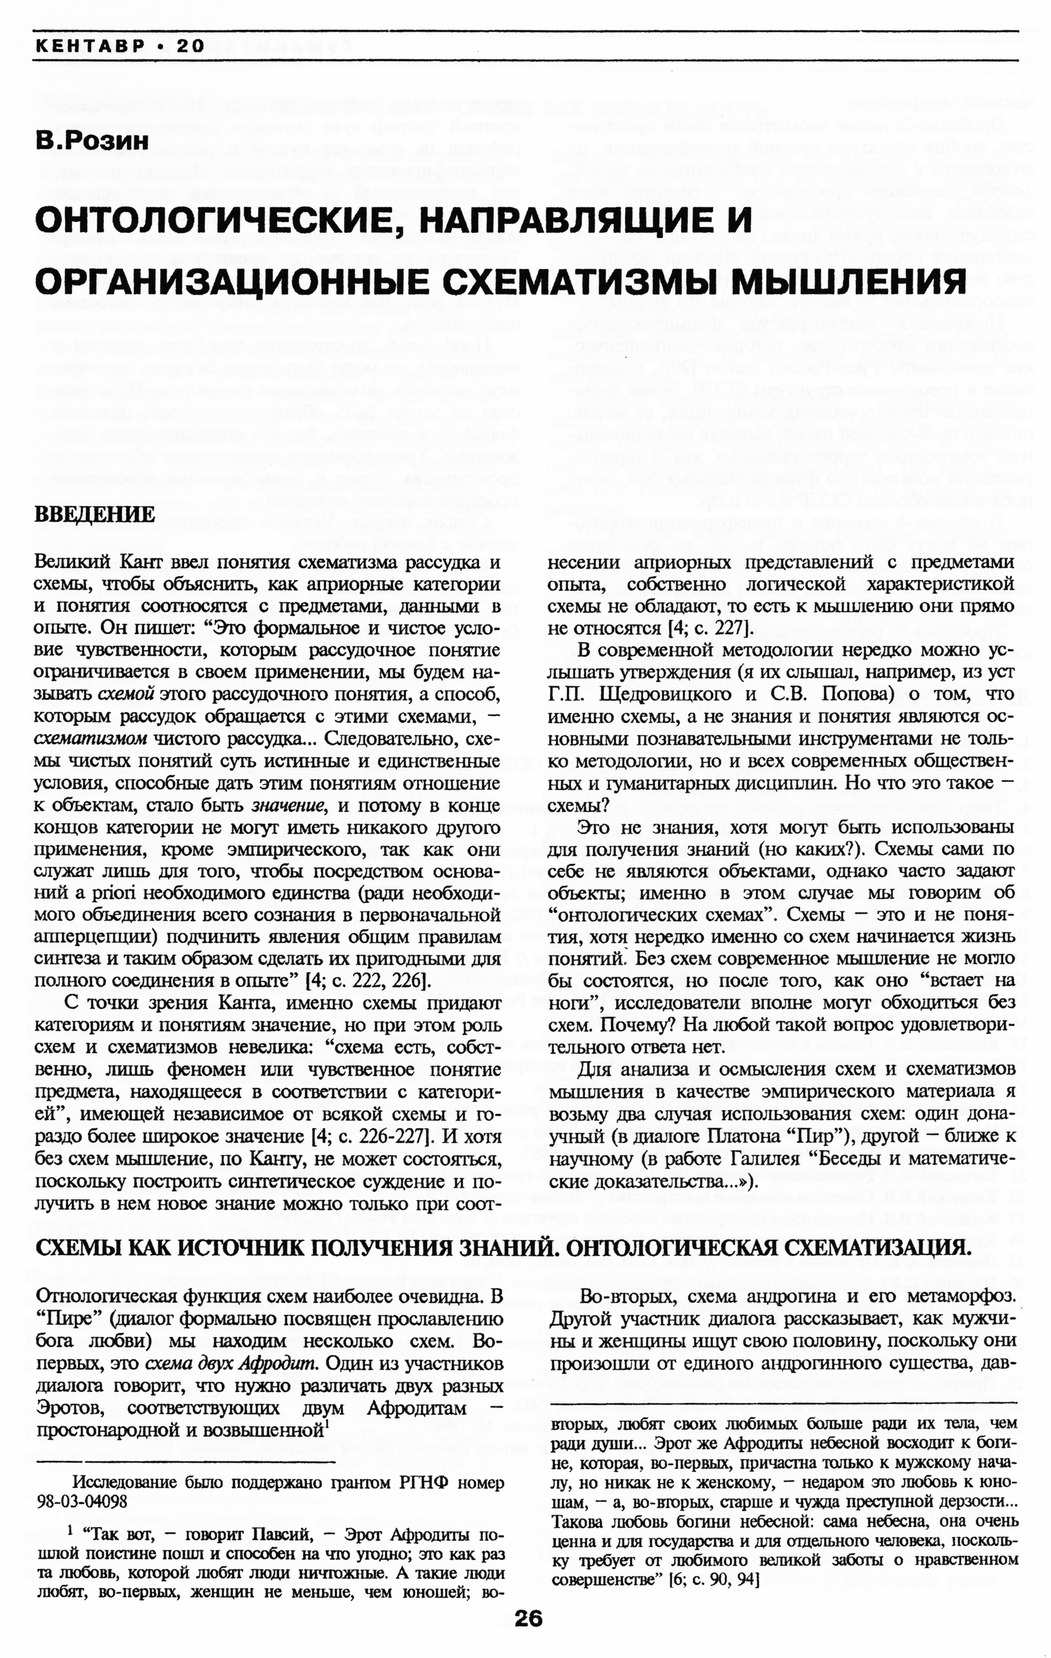 КЕНТАВР • 20
В.Розин
ОНТОЛОГИЧЕСКИЕ, НАПРАВЛЯЮЩИЕ И
ОРГАНИЗАЦИОННЫЕ СХЕМАТИЗМЫ МЫШЛЕНИЯ
ВВЕДЕНИЕ
Великий Кант ввел понятия схематизма рассудка и
схемы, чтобы объяснить, как априорные категории
и понятия соотносятся с предметами, данными в
опыте. Он пишет: “Это формальное и чистое усло-
вие чувственности, которым рассудочное понятие
ограничивается в своем применении, мы будем на-
зывать схемой этого рассудочного понятия, а способ,
которым рассудок обращается с этими схемами, −
схематизмом чистого рассудка... Следовательно, схе-
мы чистых понятий суть истинные и единственные
условия, способные дать этим понятиям отношение
к объектам, стало быть значение, и потому в конце
концов категории не могут иметь никакого другого
применения, кроме эмпирического, так как они
служат лишь для того, чтобы посредством основа-
ний a priori необходимого единства (ради необходи-
мого объединения всего сознания в первоначальной
апперцепции) подчинить явления общим правилам
синтеза и таким образом сделать их пригодными для
полного соединения в опыте” [4; с. 222, 226].
С точки зрения Канта, именно схемы придают
категориям и понятиям значение, но при этом роль
схем и схематизмов невелика: “схема есть, собст-
венно, лишь феномен или чувственное понятие
предмета, находящееся в соответствии с категори-
ей”, имеющей независимое от всякой схемы и го-
раздо более широкое значение [4; с. 226-227]. И хотя
без схем мышление, по Канту, не может состояться,
поскольку построить синтетическое суждение и по-
лучить в нем новое знание можно только при соот-
несении априорных представлений с предметами
опыта, собственно логической характеристикой
схемы не обладают, то есть к мышлению они прямо
не относятся [4; с. 227].
В современной методологии нередко можно ус-
лышать утверждения (я их слышал, например, из уст
Г.П. Щедровицкого и С.В. Попова) о том, что
именно схемы, а не знания и понятия являются ос-
новными познавательными инструментами не толь-
ко методологии, но и всех современных обществен-
ных и гуманитарных дисциплин. Но что это такое −
схемы?
Это не знания, хотя могут быть использованы
для получения знаний (но каких?). Схемы сами по
себе не являются объектами, однако часто задают
объекты; именно в этом случае мы говорим об
“онтологических схемах”. Схемы − это и не поня-
тия, хотя нередко именно со схем начинается жизнь
понятий. Без схем современное мышление не могло
бы состоятся, но после того, как оно “встает на
ноги”, исследователи вполне могут обходиться без
схем. Почему? На любой такой вопрос удовлетвори-
тельного ответа нет.
Для анализа и осмысления схем и схематизмов
мышления в качестве эмпирического материала я
возьму два случая использования схем: один дона-
учный (в диалоге Платона “Пир”), другой − ближе к
научному (в работе Галилея “Беседы и математиче-
ские доказательства...»).
СХЕМЫ КАК ИСТОЧНИК ПОЛУЧЕНИЯ ЗНАНИЙ. ОНТОЛОГИЧЕСКАЯ СХЕМАТИЗАЦИЯ.
Отнологическая функция схем наиболее очевидна. В
“Пире” (диалог формально посвящен прославлению
бога любви) мы находим несколько схем. Во-
первых, это схема двух Афродит. Один из участников
диалога говорит, что нужно различать двух разных
Эротов, соответствующих двум Афродитам −
простонародной и возвышенной¹
Исследование было поддержано грантом РГНФ номер
98-03-04098
¹ “Так вот, − говорит Павсий, − Эрот Афродиты по-
шлой поистине пошл и способен на что угодно; это как раз
та любовь, которой любят люди ничтожные. А такие люди
любят, во-первых, женщин не меньше, чем юношей; во-
Во-вторых, схема андрогина и его метаморфоз.
Другой участник диалога рассказывает, как мужчи-
ны и женщины ищут свою половину, поскольку они
произошли от единого андрогинного существа, дав-
вторых, любят своих любимых больше ради их тела, чем
ради души... Эрот же Афродиты небесной восходит к боги-
не, которая, во-первых, причастна только к мужскому нача-
лу, но никак не к женскому, − недаром это любовь к юно-
шам, − а, во-вторых, старше и чужда преступной дерзости...
Такова любовь богини небесной: сама небесна, она очень
ценна и для государства и для отдельного человека, посколь-
ку требует от любимого великой заботы о нравственном
совершенстве” [6; с. 90, 94]
26